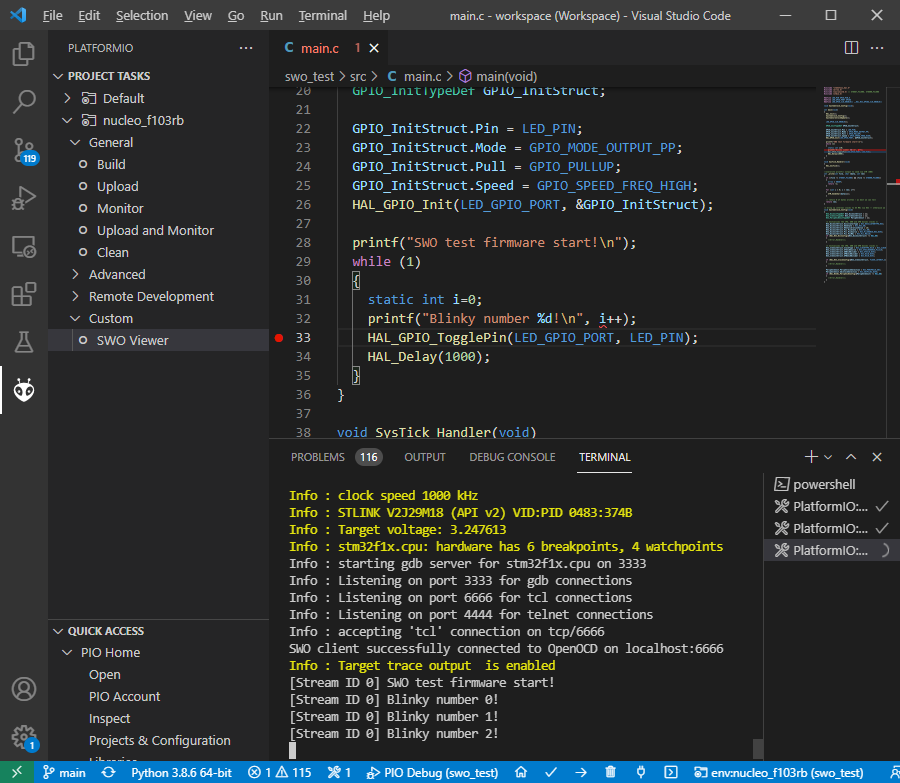 File Edit Selection View Go Run Terminal Help main.c - workspace (Workspace) - Visual Studio Code
PLATFORMIO
PROJECT TASKS
Default
nucleo_f103rb
General
Build
Upload
Monitor
Upload and Monitor
Clean
Advanced
Remote Development
Custom
SWO Viewer
119
QUICK ACCESS
PIO Home
Open
PIO Account
Inspect
Projects & Configuration
Libraries
1
C main.c 1
swo_test > src > C main.c > main(void)
20 GPIO_InitTypeDef GPIO_InitStruct;
21
22 GPIO_InitStruct.Pin = LED_PIN;
23 GPIO_InitStruct.Mode = GPIO_MODE_OUTPUT_PP;
24 GPIO_InitStruct.Pull = GPIO_PULLUP;
25 GPIO_InitStruct.Speed = GPIO_SPEED_FREQ_HIGH;
26 HAL_GPIO_Init(LED_GPIO_PORT, &GPIO_InitStruct);
27
28 printf("SWO test firmware start!\n");
29 while (1)
30 {
31 static int i=0;
32 printf("Blinky number %d!\n", i++);
33 HAL_GPIO_TogglePin(LED_GPIO_PORT, LED_PIN);
34 HAL_Delay(1000);
35 }
36 }
37
38 void SysTick_Handler(void)
PROBLEMS 116 OUTPUT DEBUG CONSOLE TERMINAL
Info : clock speed 1000 kHz
Info : STLINK V2J29M18 (API v2) VID:PID 0483:374B
Info : Target voltage: 3.247613
Info : stm32f1x.cpu: hardware has 6 breakpoints, 4 watchpoints
Info : starting gdb server for stm32f1x.cpu on 3333
Info : Listening on port 3333 for gdb connections
Info : Listening on port 6666 for tcl connections
Info : Listening on port 4444 for telnet connections
Info : accepting 'tcl' connection on tcp/6666
SWO client successfully connected to OpenOCD on localhost:6666
Info : Target trace output  is enabled
[Stream ID 0] SWO test firmware start!
[Stream ID 0] Blinky number 0!
[Stream ID 0] Blinky number 1!
[Stream ID 0] Blinky number 2!
powershell
PlatformIO:...
PlatformIO:...
PlatformIO:...
main Python 3.8.6 64-bit 1 115 1 PIO Debug (swo_test) env:nucleo_f103rb (swo_test)